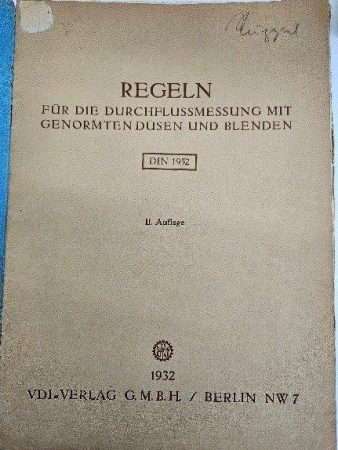 REGELN
FÜR DIE DURCHFLUSSMESSUNG MIT
GENORMTEN DÜSEN UND BLENDEN
DIN 1952
II. Auflage
1932
VDI-VERLAG G.M.B.H. / BERLIN NW 7